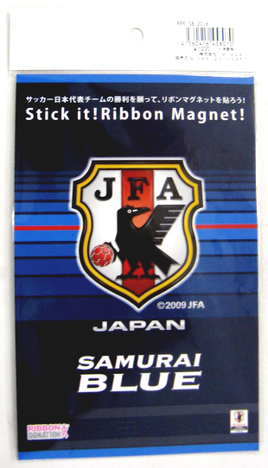 サッカー日本代表チームの勝利を願って、リボンマグネットを貼ろう!
Stick it! Ribbon Magnet!
JFA
©2009 JFA
JAPAN
SAMURAI
BLUE
RIBBON
DONATION